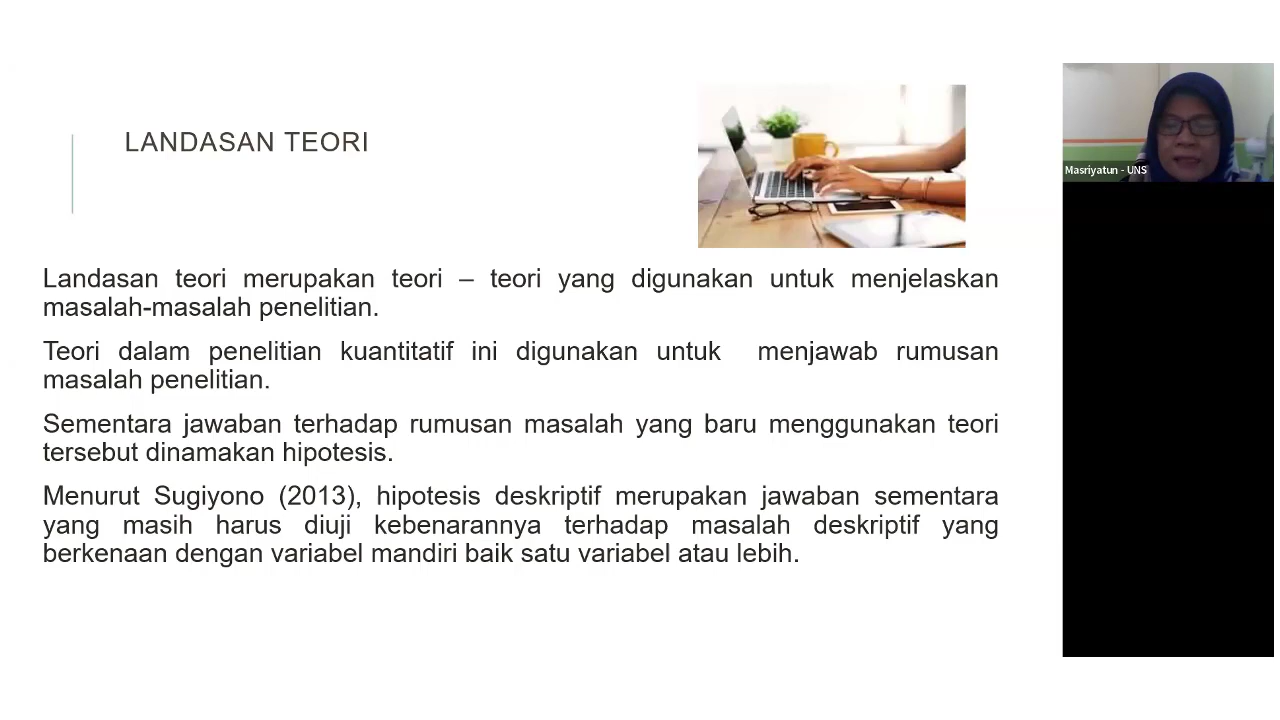 LANDASAN TEORI
Masriyatun - UNS
Landasan teori merupakan teori – teori yang digunakan untuk menjelaskan
masalah-masalah penelitian.
Teori dalam penelitian kuantitatif ini digunakan untuk menjawab rumusan
masalah penelitian.
Sementara jawaban terhadap rumusan masalah yang baru menggunakan teori
tersebut dinamakan hipotesis.
Menurut Sugiyono (2013), hipotesis deskriptif merupakan jawaban sementara
yang masih harus diuji kebenarannya terhadap masalah deskriptif yang
berkenaan dengan variabel mandiri baik satu variabel atau lebih.